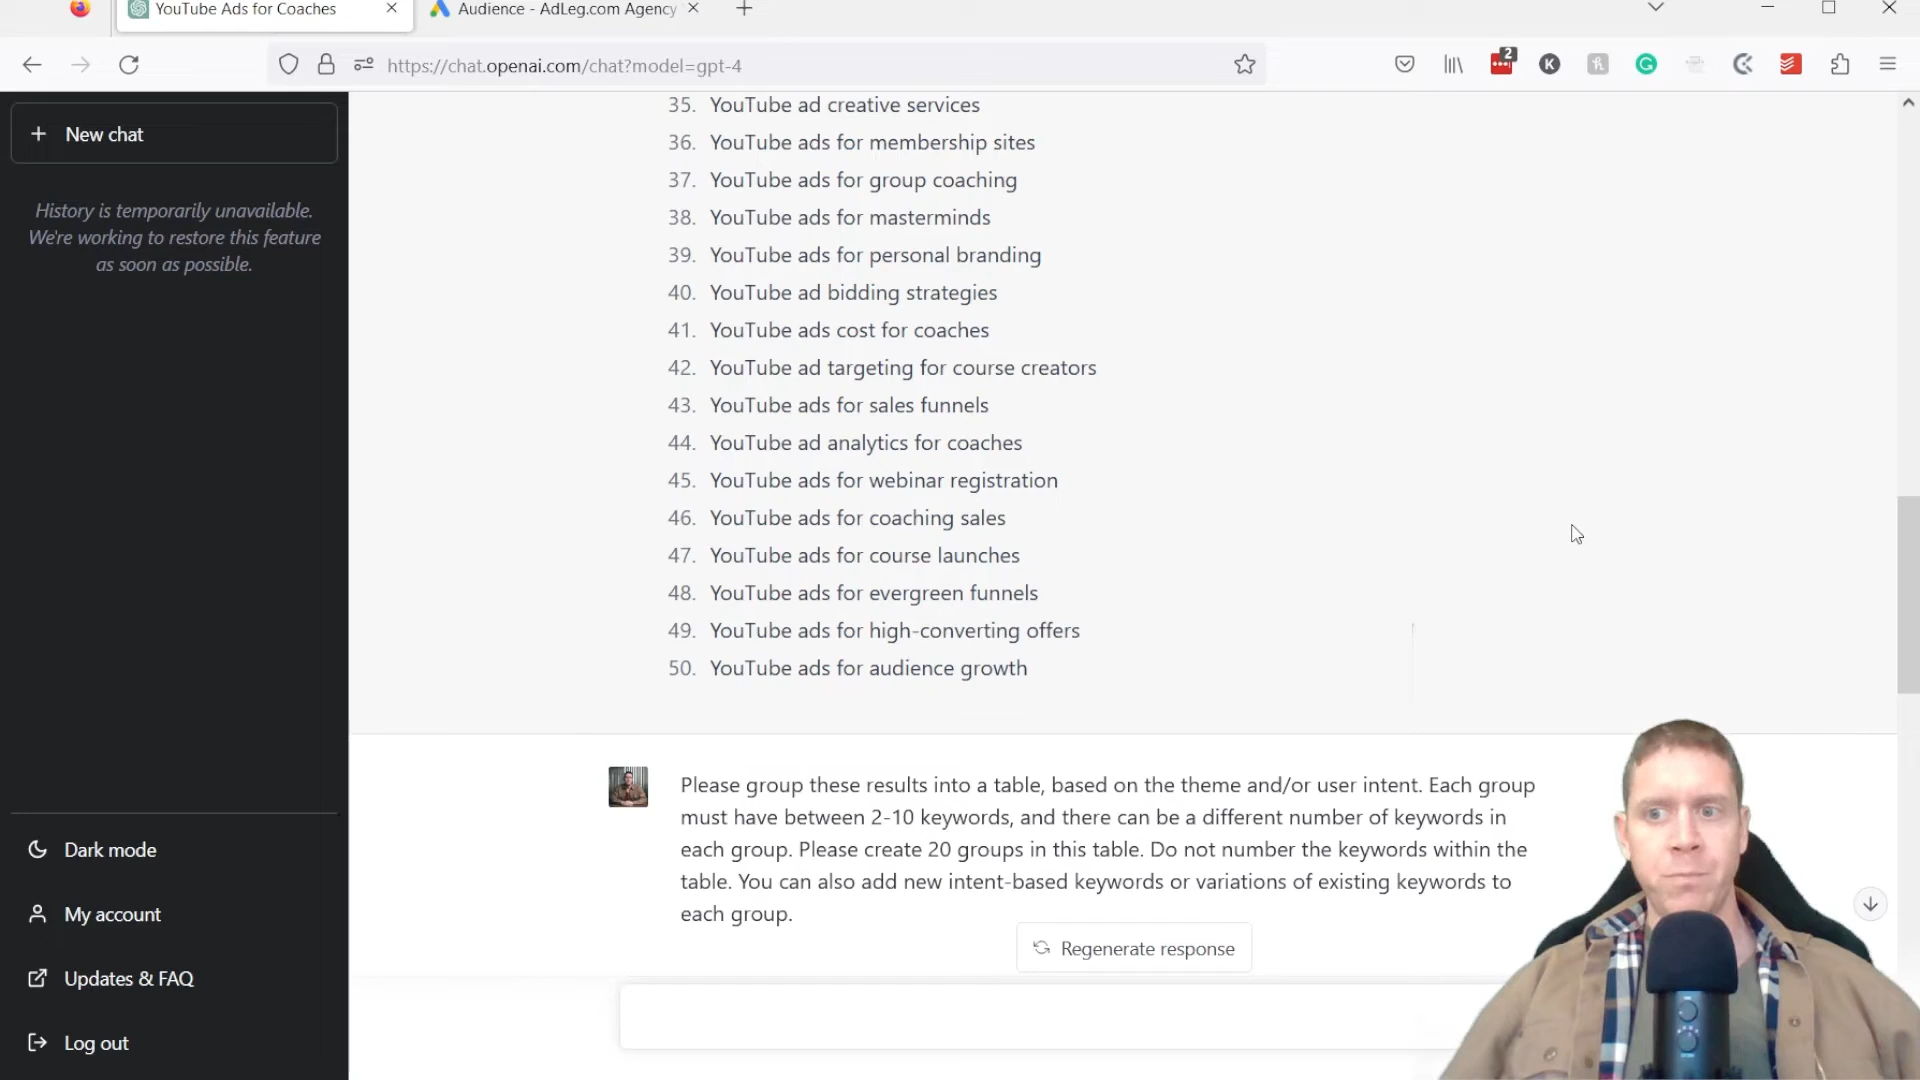 YouTube Ads for Coaches
Audience - AdLeg.com Agency
https://chat.openai.com/chat?model=gpt-4
2
K
New chat
History is temporarily unavailable.
We're working to restore this feature
as soon as possible.
35. YouTube ad creative services
36. YouTube ads for membership sites
37. YouTube ads for group coaching
38. YouTube ads for masterminds
39. YouTube ads for personal branding
40. YouTube ad bidding strategies
41. YouTube ads cost for coaches
42. YouTube ad targeting for course creators
43. YouTube ads for sales funnels
44. YouTube ad analytics for coaches
45. YouTube ads for webinar registration
46. YouTube ads for coaching sales
47. YouTube ads for course launches
48. YouTube ads for evergreen funnels
49. YouTube ads for high-converting offers
50. YouTube ads for audience growth
Please group these results into a table, based on the theme and/or user intent. Each group
must have between 2-10 keywords, and there can be a different number of keywords in
each group. Please create 20 groups in this table. Do not number the keywords within the
table. You can also add new intent-based keywords or variations of existing keywords to
each group.
Regenerate response
Dark mode
My account
Updates & FAQ
Log out